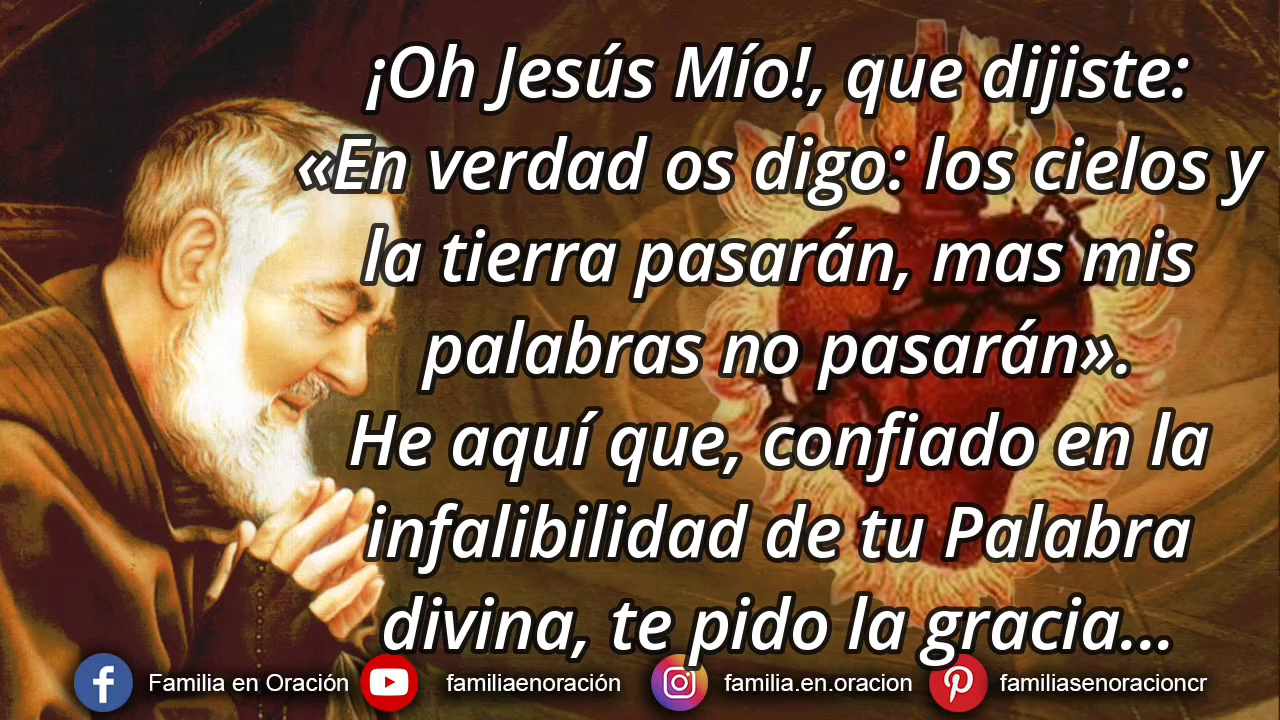 ¡Oh Jesús Mío!, que dijiste:
«En verdad os digo: los cielos y
la tierra pasarán, mas mis
palabras no pasarán».
He aquí que, confiado en la
infalibilidad de tu Palabra
divina, te pido la gracia...
Familia en Oración familiaenoración familia.en.oracion familiasenoracioncr